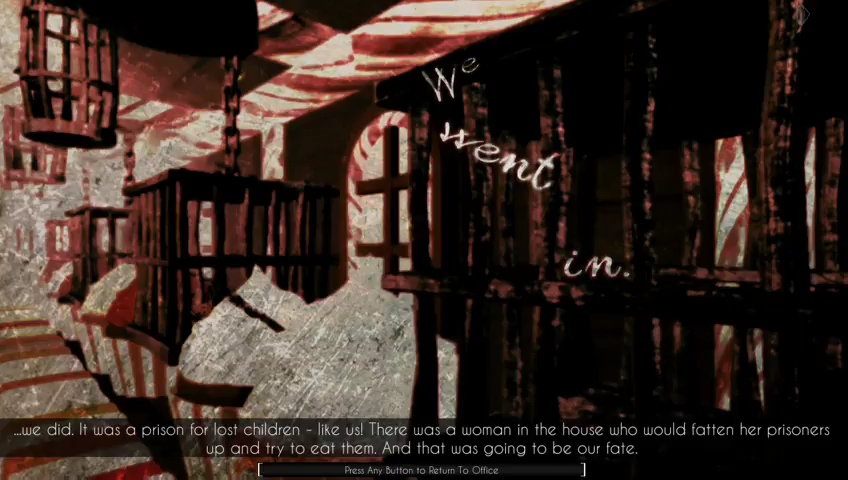 We
went
in.
...we did. It was a prison for lost children - like us! There was a woman in the house who would fatten her prisoners
up and try to eat them. And that was going to be our fate.
[ Press Any Button to Return To Office ]